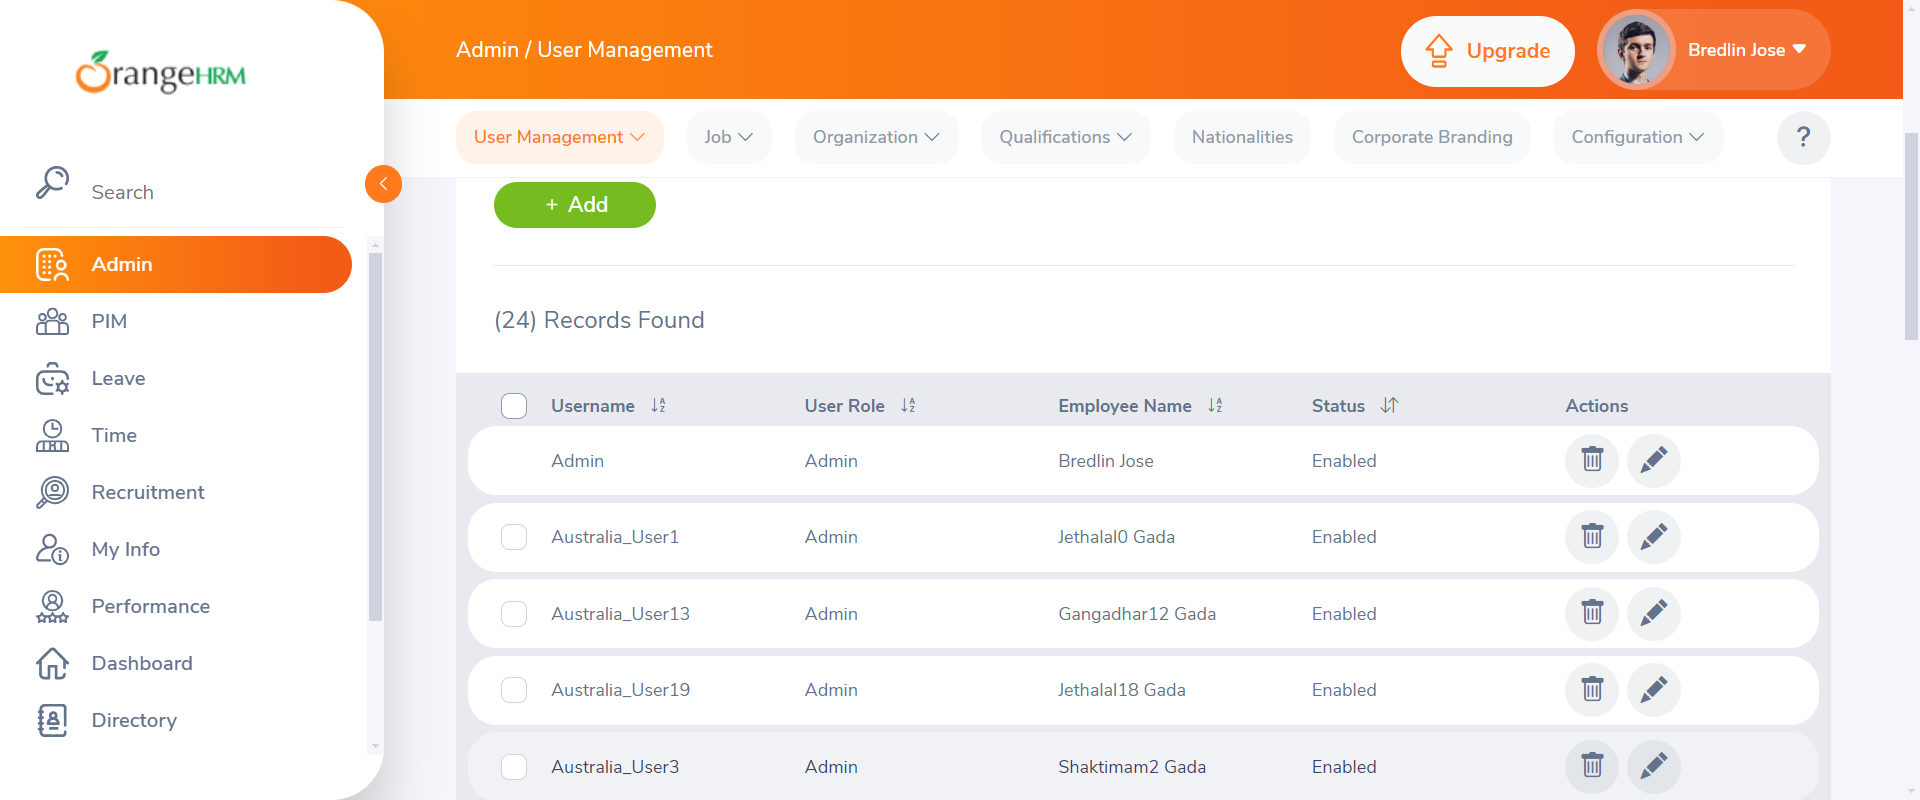 OrangeHRM
Admin / User Management
Upgrade
Bredlin Jose
User Management
Job
Organization
Qualifications
Nationalities
Corporate Branding
Configuration
?
Search
Admin
PIM
Leave
Time
Recruitment
My Info
Performance
Dashboard
Directory
+ Add
(24) Records Found
Username User Role Employee Name Status Actions
Admin Admin Bredlin Jose Enabled
Australia_User1 Admin Jethalal0 Gada Enabled
Australia_User13 Admin Gangadhar12 Gada Enabled
Australia_User19 Admin Jethalal18 Gada Enabled
Australia_User3 Admin Shaktimam2 Gada Enabled